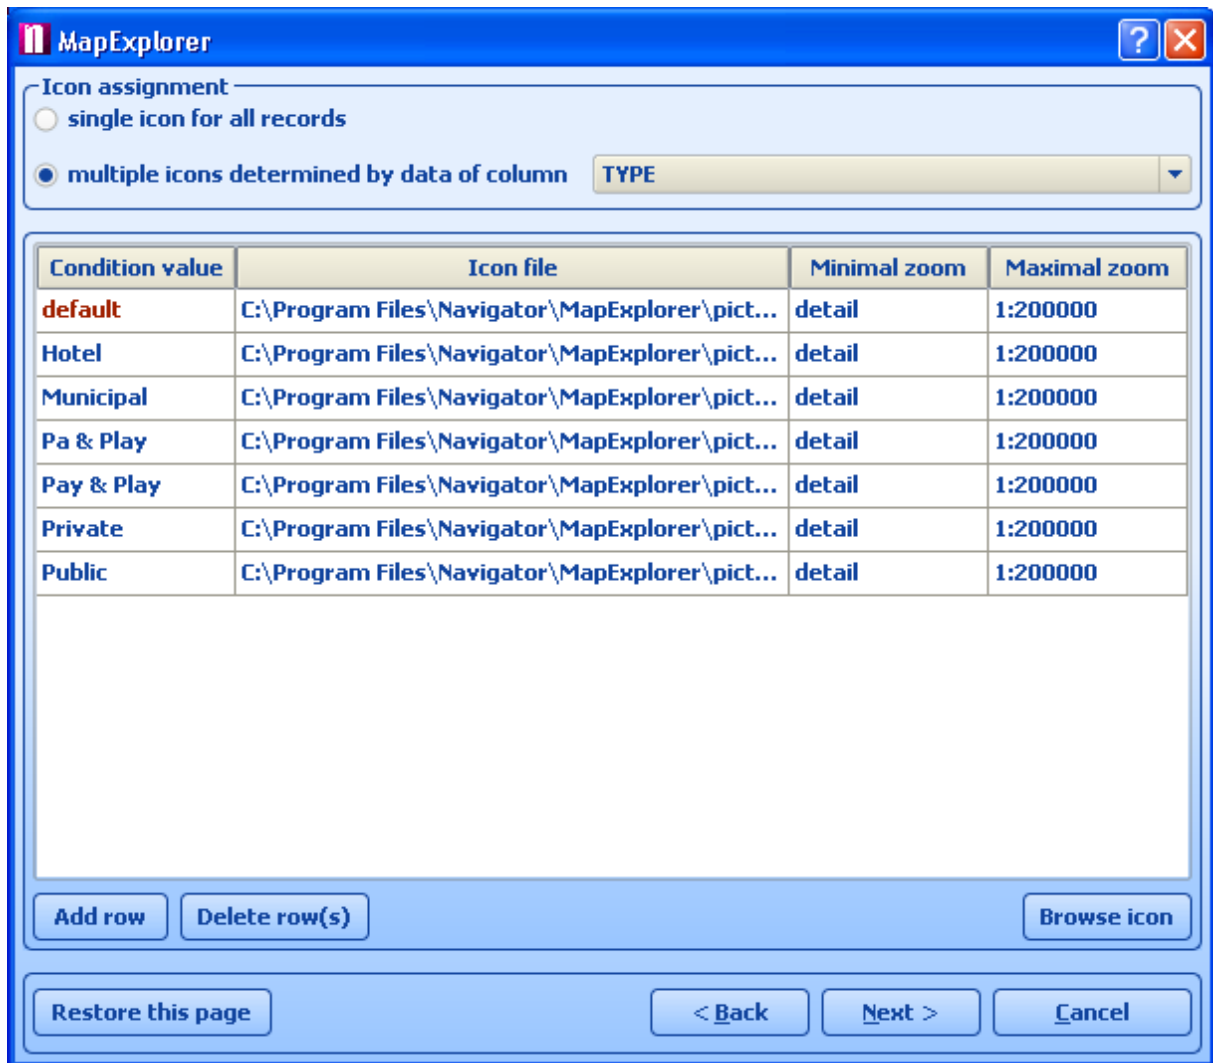 MapExplorer
Icon assignment
single icon for all records
multiple icons determined by data of column TYPE
Condition value Icon file Minimal zoom Maximal zoom
default C:\Program Files\Navigator\MapExplorer\pict... detail 1:200000
Hotel C:\Program Files\Navigator\MapExplorer\pict... detail 1:200000
Municipal C:\Program Files\Navigator\MapExplorer\pict... detail 1:200000
Pa & Play C:\Program Files\Navigator\MapExplorer\pict... detail 1:200000
Pay & Play C:\Program Files\Navigator\MapExplorer\pict... detail 1:200000
Private C:\Program Files\Navigator\MapExplorer\pict... detail 1:200000
Public C:\Program Files\Navigator\MapExplorer\pict... detail 1:200000
Add row Delete row(s) Browse icon
Restore this page < Back Next > Cancel